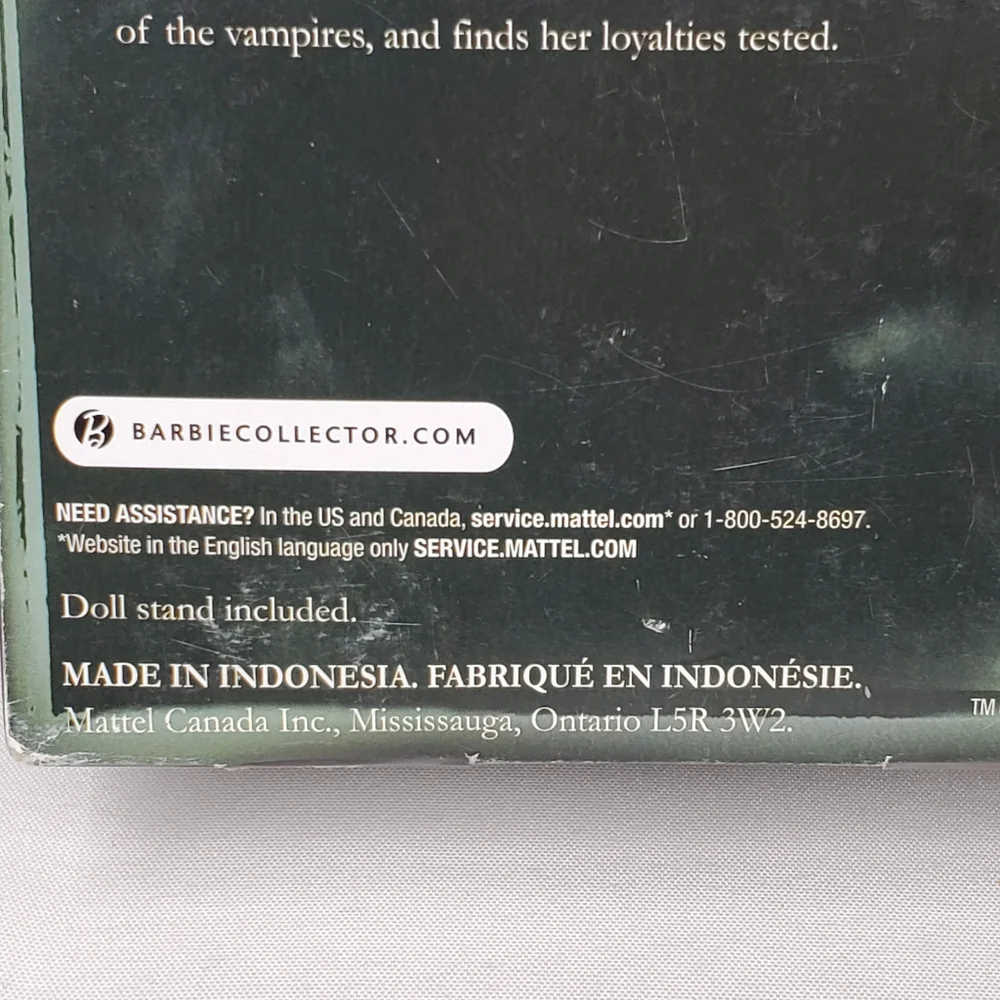 of the vampires, and finds her loyalties tested.
B BARBIECOLLECTOR.COM
NEED ASSISTANCE? In the US and Canada, service.mattel.com* or 1-800-524-8697.
*Website in the English language only SERVICE.MATTEL.COM
Doll stand included.
MADE IN INDONESIA. FABRIQUÉ EN INDONÉSIE.
Mattel Canada Inc., Mississauga, Ontario L5R 3W2.
TM